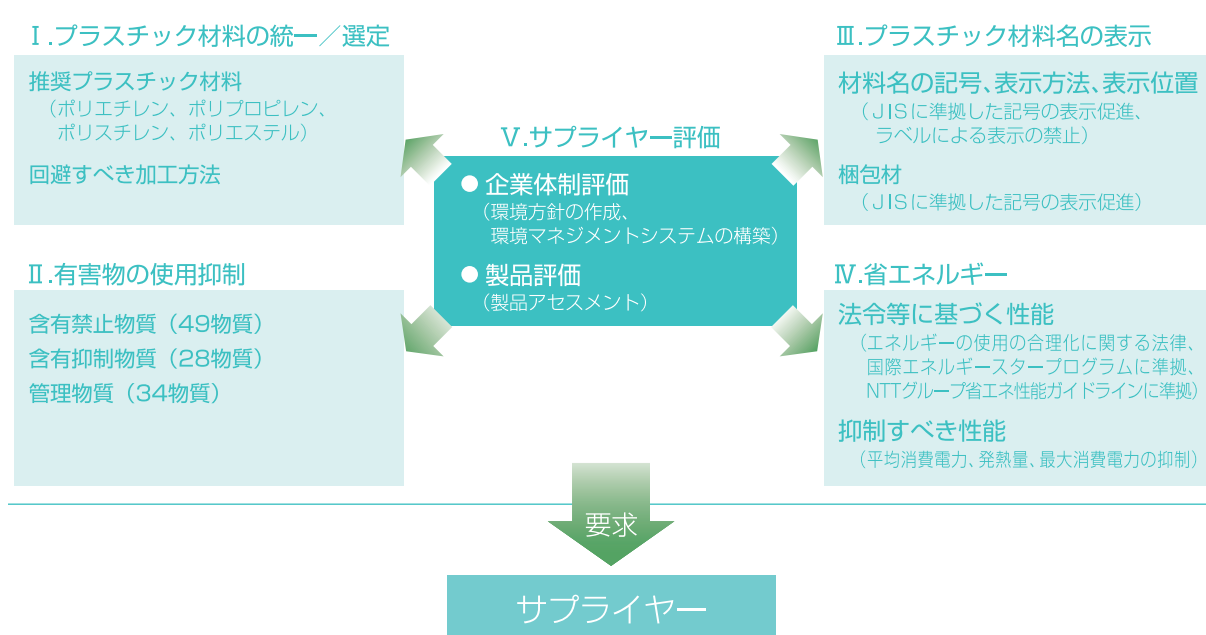 Ⅰ.プラスチック材料の統一／選定
推奨プラスチック材料
（ポリエチレン、ポリプロピレン、
ポリスチレン、ポリエステル）
回避すべき加工方法
Ⅱ.有害物の使用抑制
含有禁止物質（49物質）
含有抑制物質（28物質）
管理物質（34物質）
Ⅴ.サプライヤー評価
● 企業体制評価
（環境方針の作成、
環境マネジメントシステムの構築）
● 製品評価
（製品アセスメント）
Ⅲ.プラスチック材料名の表示
材料名の記号、表示方法、表示位置
（JISに準拠した記号の表示促進、
ラベルによる表示の禁止）
梱包材
（JISに準拠した記号の表示促進）
Ⅳ.省エネルギー
法令等に基づく性能
（エネルギーの使用の合理化に関する法律、
国際エネルギースタープログラムに準拠、
NTTグループ省エネ性能ガイドラインに準拠）
抑制すべき性能
（平均消費電力、発熱量、最大消費電力の抑制）
要求
サプライヤー